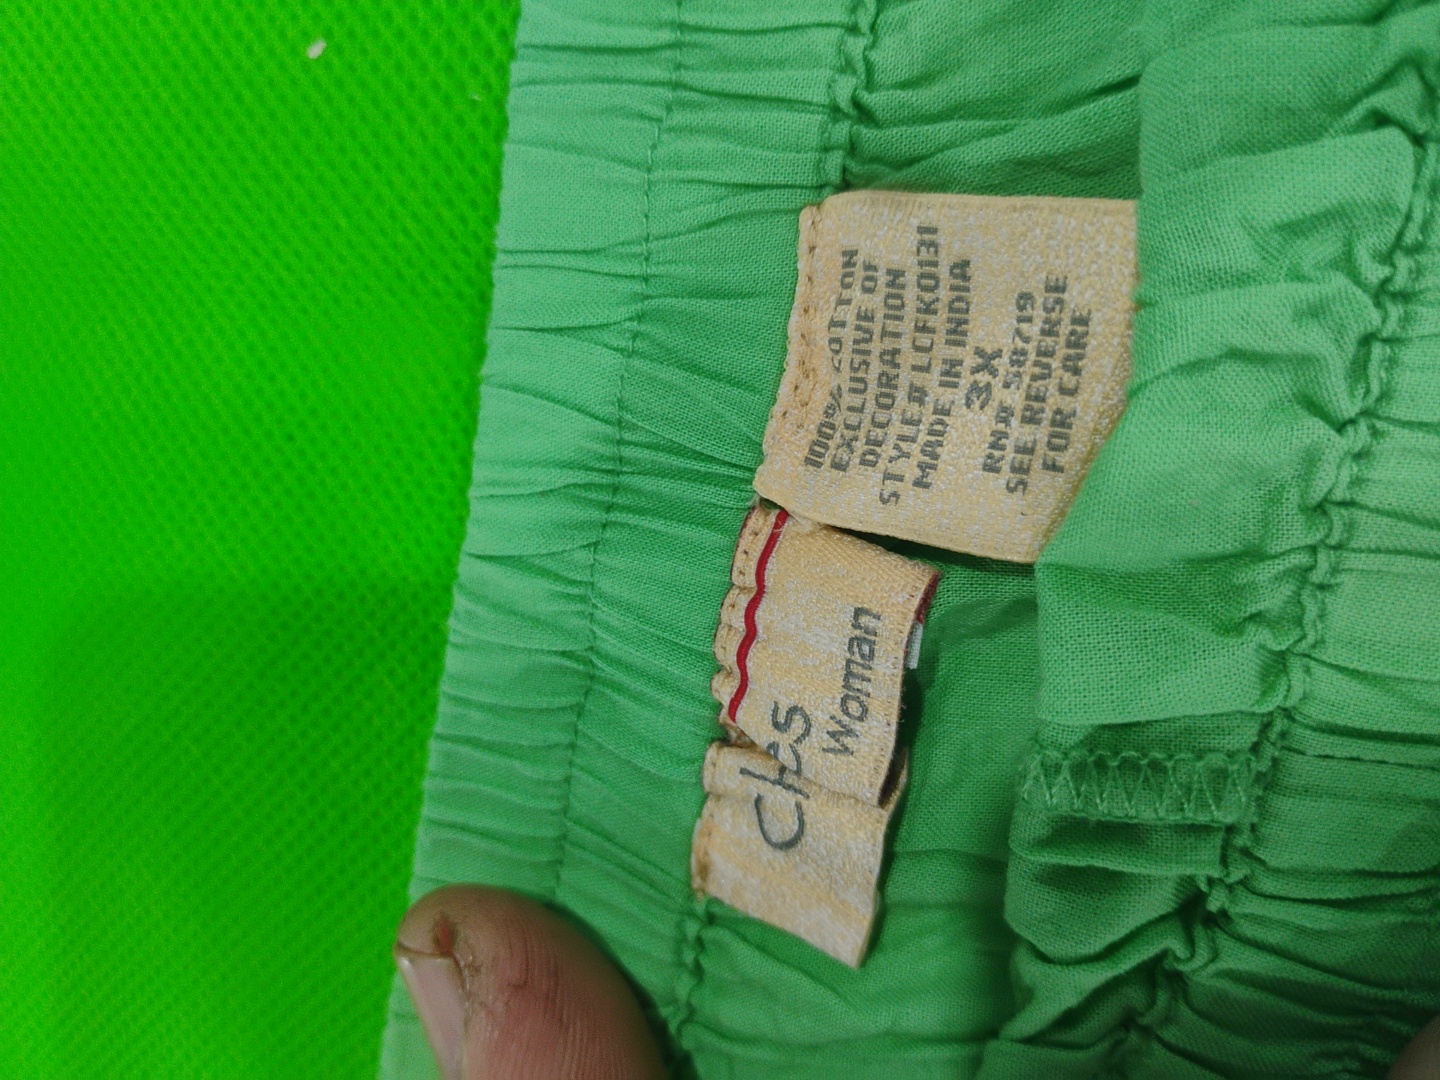 100% COTTON
EXCLUSIVE OF
DECORATION
STYLE# LCFK0131
MADE IN INDIA
3X
RN# 58719
SEE REVERSE
FOR CARE
Woman